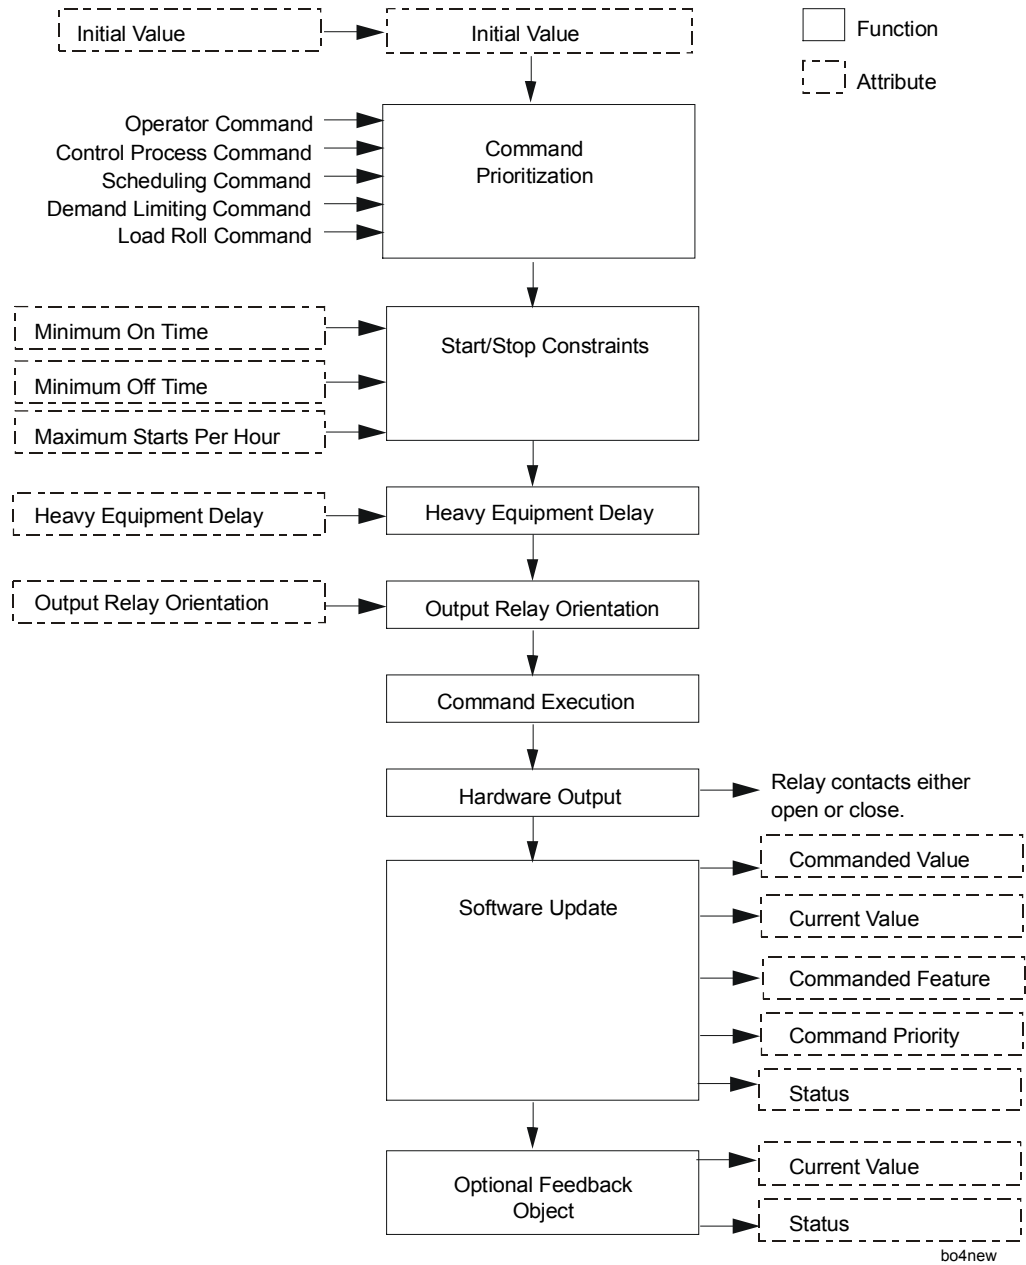 Initial Value
Initial Value
Function
Attribute
Operator Command
Control Process Command
Scheduling Command
Demand Limiting Command
Load Roll Command
Command
Prioritization
Minimum On Time
Minimum Off Time
Maximum Starts Per Hour
Start/Stop Constraints
Heavy Equipment Delay
Heavy Equipment Delay
Output Relay Orientation
Output Relay Orientation
Command Execution
Hardware Output
Relay contacts either
open or close.
Software Update
Commanded Value
Current Value
Commanded Feature
Command Priority
Status
Optional Feedback
Object
Current Value
Status
bo4new